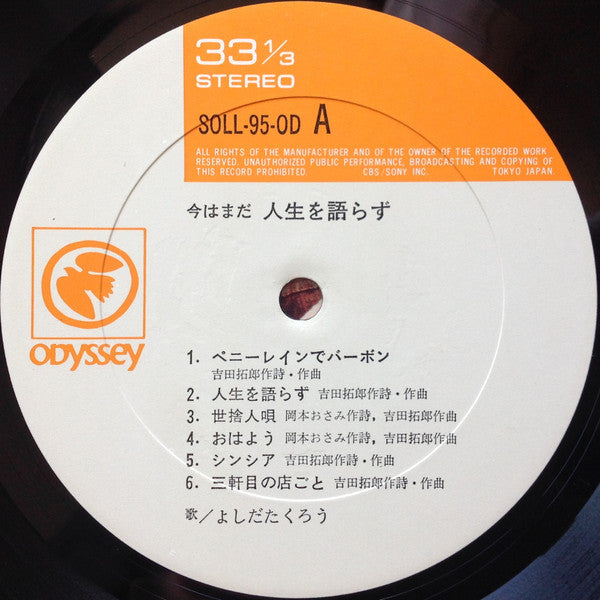 33 1/3
STEREO
SOLL-95-OD A
ALL RIGHTS OF THE MANUFACTURER AND OF THE OWNER OF THE RECORDED WORK
RESERVED. UNAUTHORIZED PUBLIC PERFORMANCE, BROADCASTING AND COPYING OF
THIS RECORD PROHIBITED. CBS/SONY INC. TOKYO JAPAN
今はまだ 人生を語らず
ODYSSEY
1. ペニーレインでバーボン
吉田拓郎作詩・作曲
2. 人生を語らず 吉田拓郎作詩・作曲
3. 世捨人唄 岡本おさみ作詩，吉田拓郎作曲
4. おはよう 岡本おさみ作詩，吉田拓郎作曲
5. シンシア 吉田拓郎作詩・作曲
6. 三軒目の店ごと 吉田拓郎作詩・作曲
歌／よしだたくろう